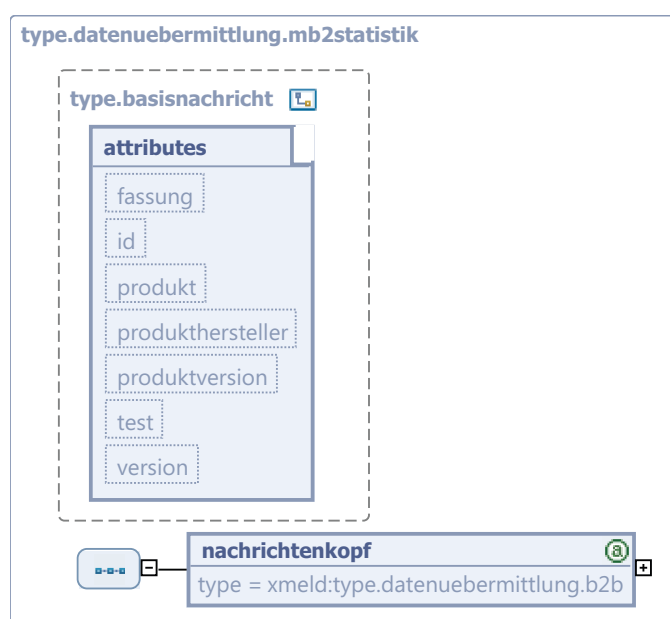 type.datenuebermittlung.mb2statistik
type.basisnachricht
attributes
fassung
id
produkt
produkthersteller
produktversion
test
version
nachrichtenkopf
type = xmeld:type.datenuebermittlung.b2b